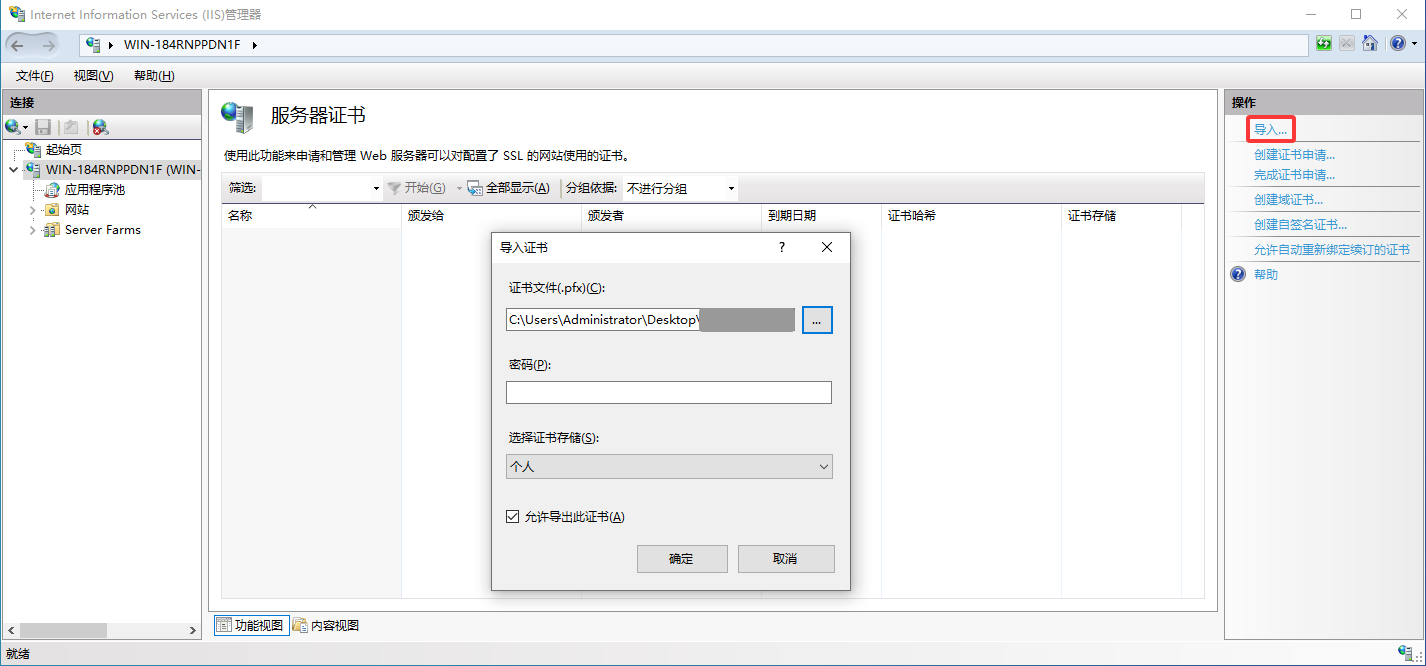 Internet Information Services (IIS)管理器
WIN-184RNPPDN1F
文件(F) 视图(V) 帮助(H)
连接
起始页
WIN-184RNPPDN1F (WIN-
应用程序池
网站
Server Farms
服务器证书
使用此功能来申请和管理 Web 服务器可以对配置了 SSL 的网站使用的证书。
筛选: 开始(G) 全部显示(A) 分组依据: 不进行分组
名称 颁发给 颁发者 到期日期 证书哈希 证书存储
导入证书 ?
证书文件(.pfx)(C):
C:\Users\Administrator\Desktop\
...
密码(P):
选择证书存储(S):
个人
允许导出此证书(A)
确定 取消
功能视图 内容视图
操作
导入...
创建证书申请...
完成证书申请...
创建域证书...
创建自签名证书...
允许自动重新绑定续订的证书
帮助
就绪